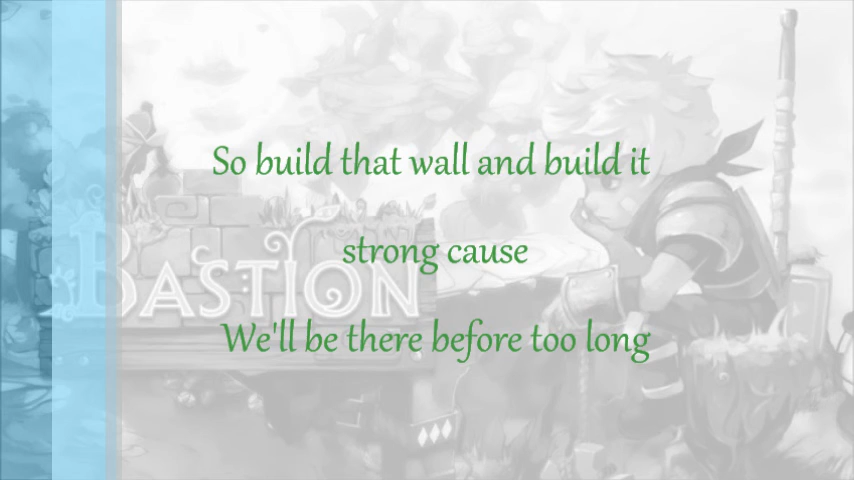 So build that wall and build it
strong cause
BASTION
We'll be there before too long